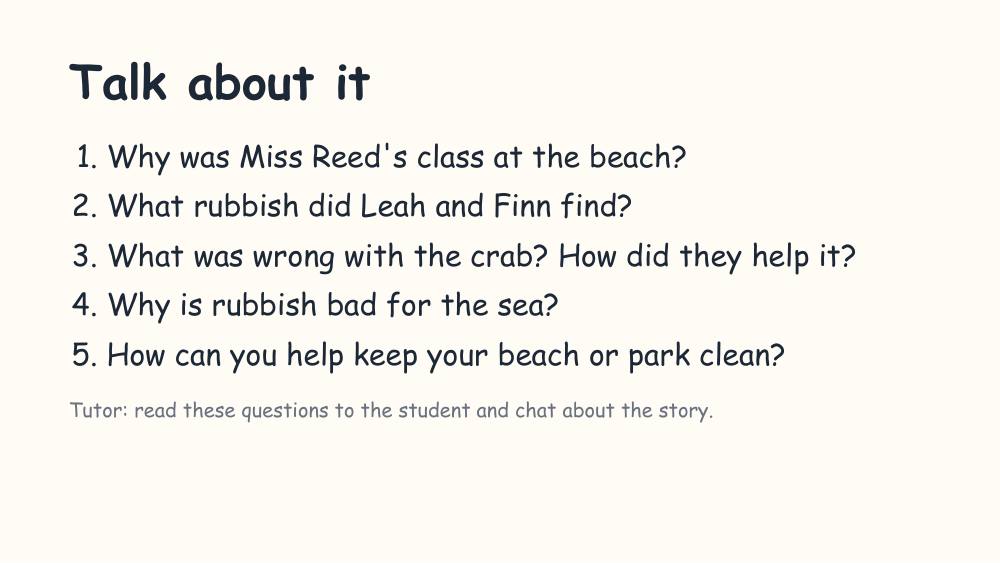 Talk about it
1. Why was Miss Reed's class at the beach?
2. What rubbish did Leah and Finn find?
3. What was wrong with the crab? How did they help it?
4. Why is rubbish bad for the sea?
5. How can you help keep your beach or park clean?
Tutor: read these questions to the student and chat about the story.